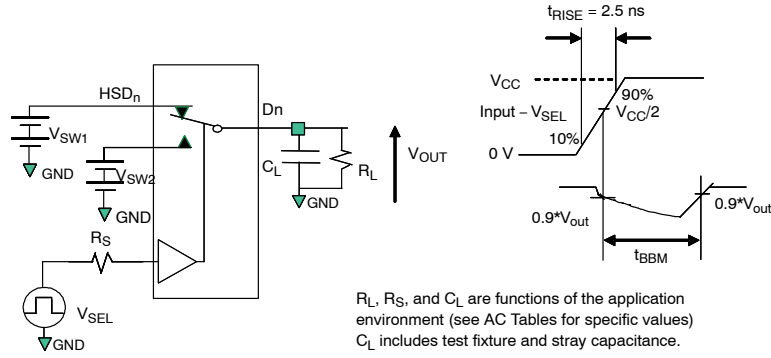 tRISE = 2.5 ns
HSDn
Dn
VSW1
GND
VSW2
GND
CL
RL
GND
VOUT
RS
VSEL
GND
VCC
90%
Input – VSEL
VCC/2
10%
0 V
0.9*Vout
0.9*Vout
tBBM
RL, RS, and CL are functions of the application
environment (see AC Tables for specific values)
CL includes test fixture and stray capacitance.